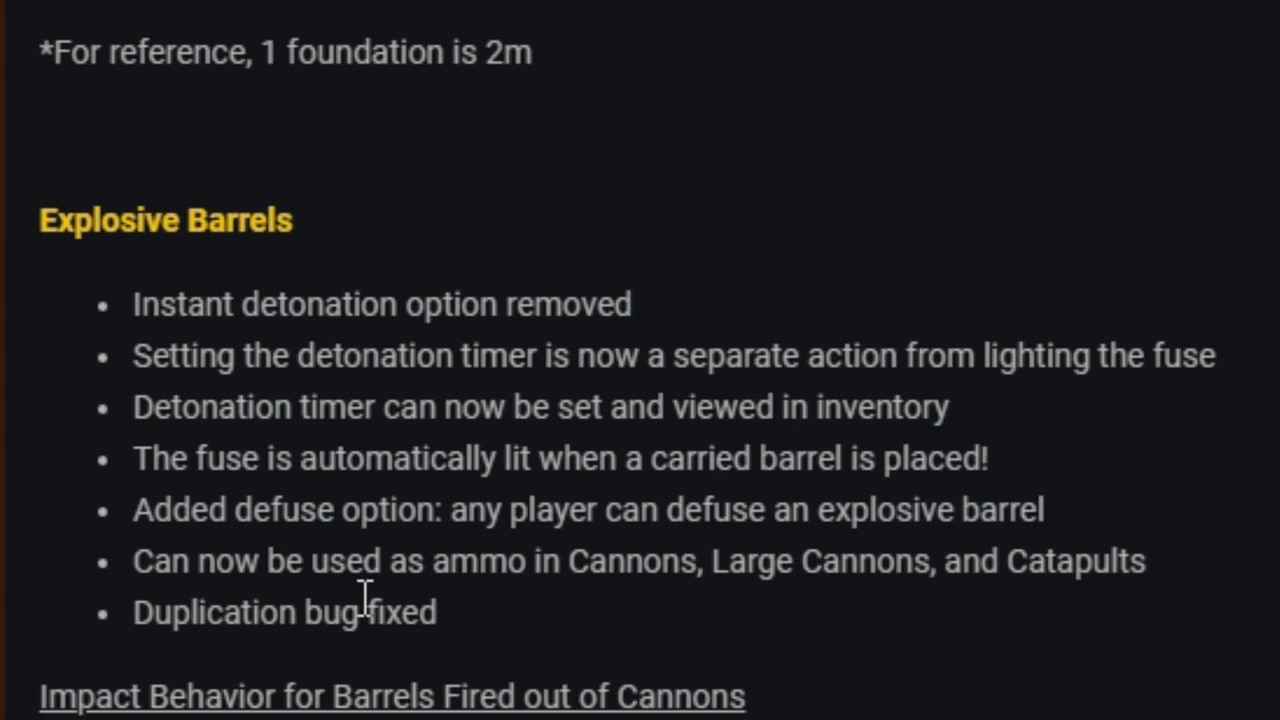 *For reference, 1 foundation is 2m
Explosive Barrels
• Instant detonation option removed
• Setting the detonation timer is now a separate action from lighting the fuse
• Detonation timer can now be set and viewed in inventory
• The fuse is automatically lit when a carried barrel is placed!
• Added defuse option: any player can defuse an explosive barrel
• Can now be used as ammo in Cannons, Large Cannons, and Catapults
• Duplication bug fixed
Impact Behavior for Barrels Fired out of Cannons